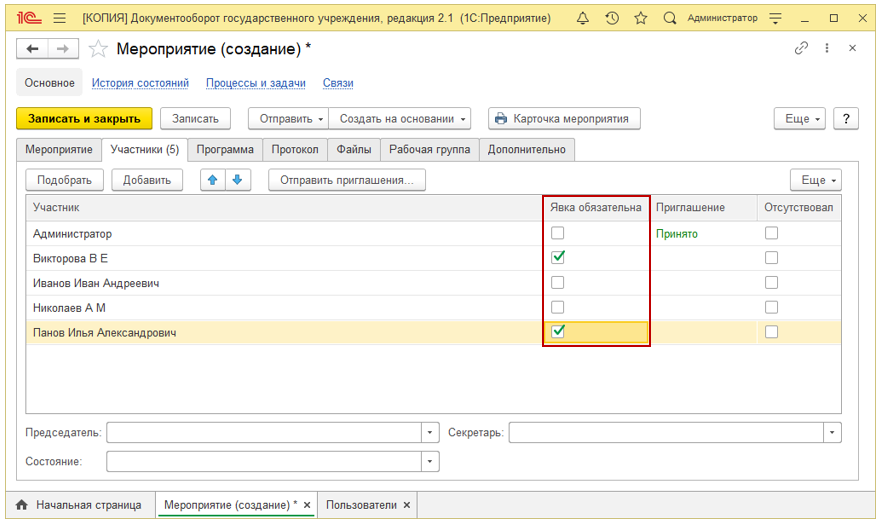 [КОПИЯ] Документооборот государственного учреждения, редакция 2.1 (1С:Предприятие) Администратор
Мероприятие (создание) *
Основное История состояний Процессы и задачи Связи
Записать и закрыть Записать Отправить Создать на основании Карточка мероприятия Еще ?
Мероприятие Участники (5) Программа Протокол Файлы Рабочая группа Дополнительно
Подобрать Добавить Отправить приглашения... Еще
Участник Явка обязательна Приглашение Отсутствовал
Администратор Принято
Викторова В Е
Иванов Иван Андреевич
Николаев А М
Панов Илья Александрович
Председатель: Секретарь:
Состояние:
Начальная страница Мероприятие (создание) * Пользователи